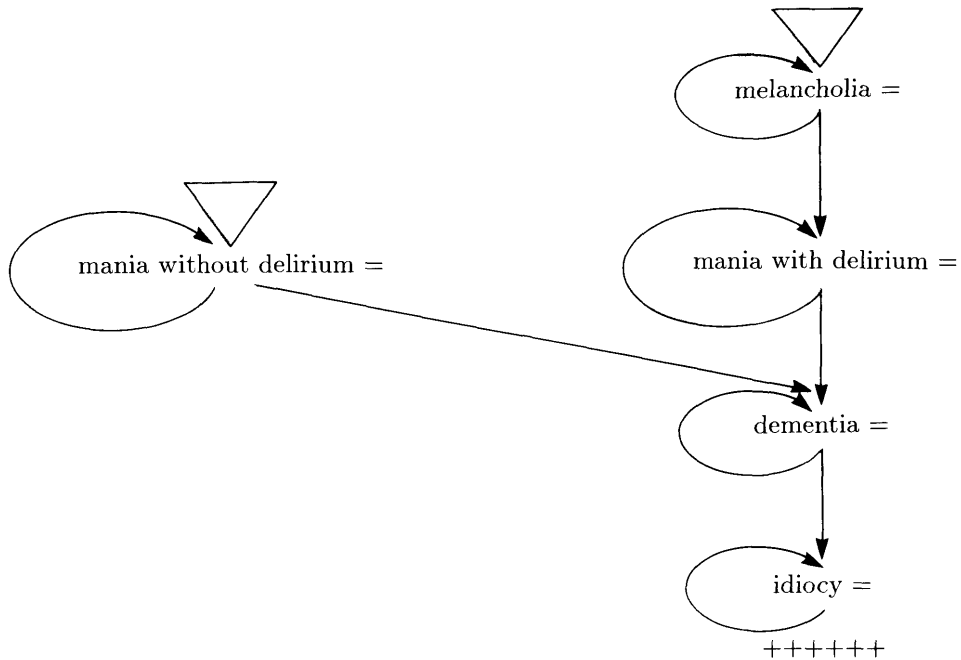 melancholia =
mania without delirium =
mania with delirium =
dementia =
idiocy =
++++++